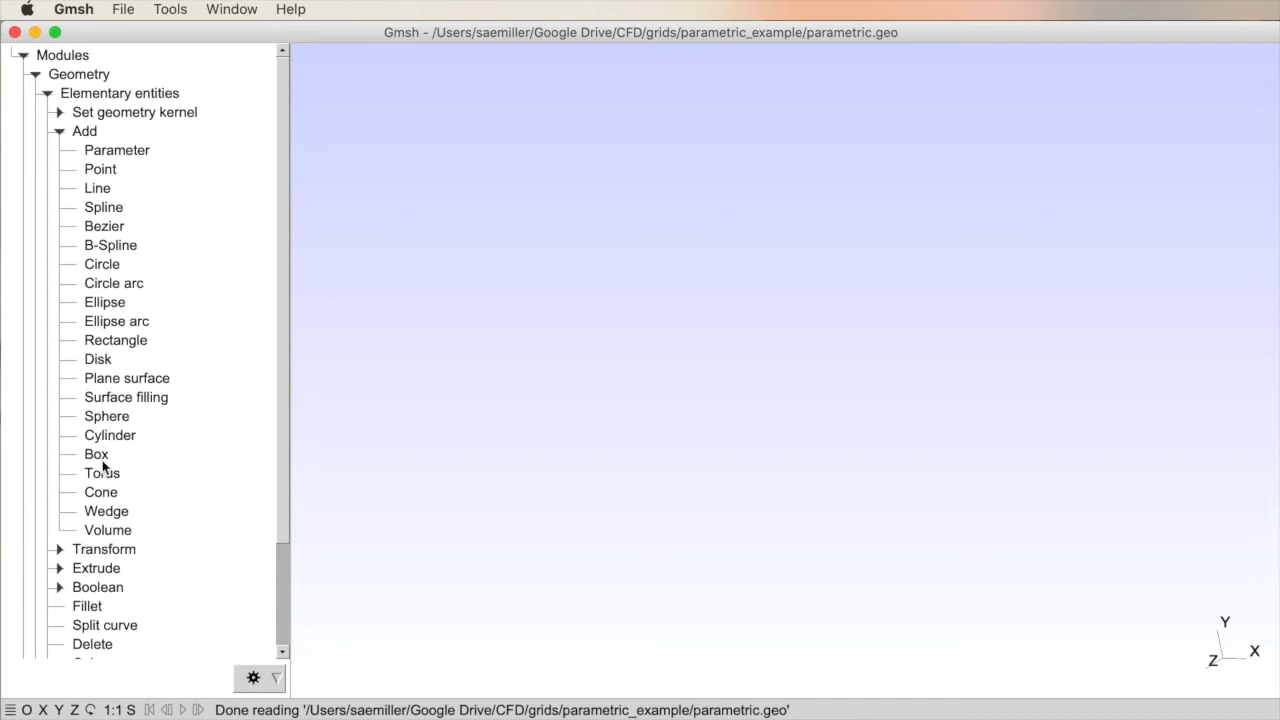 Gmsh File Tools Window Help
Gmsh - /Users/saemiller/Google Drive/CFD/grids/parametric_example/parametric.geo
Modules
Geometry
Elementary entities
Set geometry kernel
Add
Parameter
Point
Line
Spline
Bezier
B-Spline
Circle
Circle arc
Ellipse
Ellipse arc
Rectangle
Disk
Plane surface
Surface filling
Sphere
Cylinder
Box
Torus
Cone
Wedge
Volume
Transform
Extrude
Boolean
Fillet
Split curve
Delete
Y
X
Z
O X Y Z 1:1 S Done reading '/Users/saemiller/Google Drive/CFD/grids/parametric_example/parametric.geo'